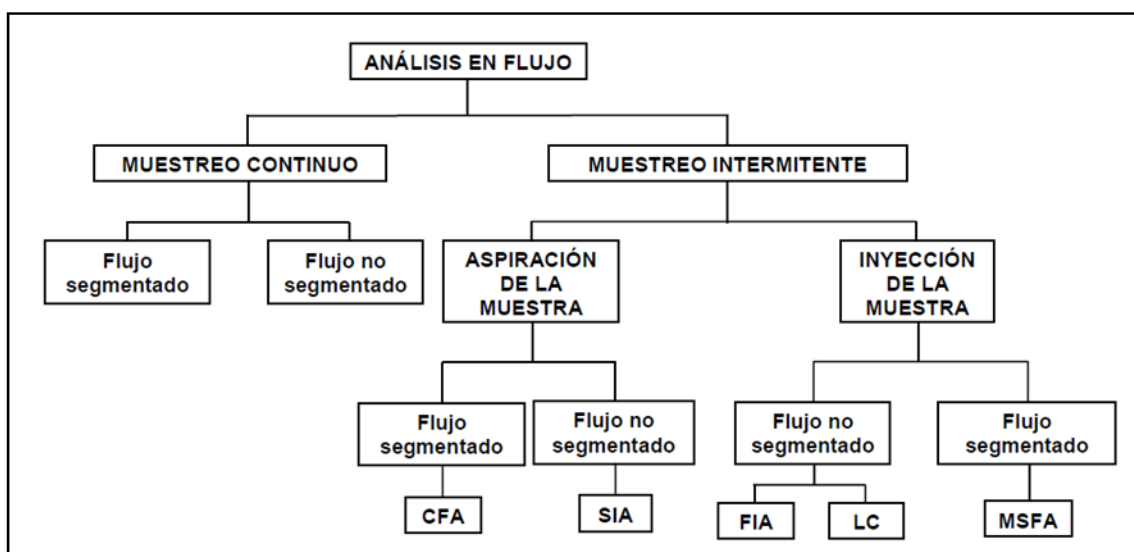 ANÁLISIS EN FLUJO
MUESTREO CONTINUO
MUESTREO INTERMITENTE
Flujo
segmentado
Flujo no
segmentado
ASPIRACIÓN
DE LA
MUESTRA
INYECCIÓN
DE LA
MUESTRA
Flujo
segmentado
Flujo no
segmentado
Flujo no
segmentado
Flujo
segmentado
CFA
SIA
FIA
LC
MSFA